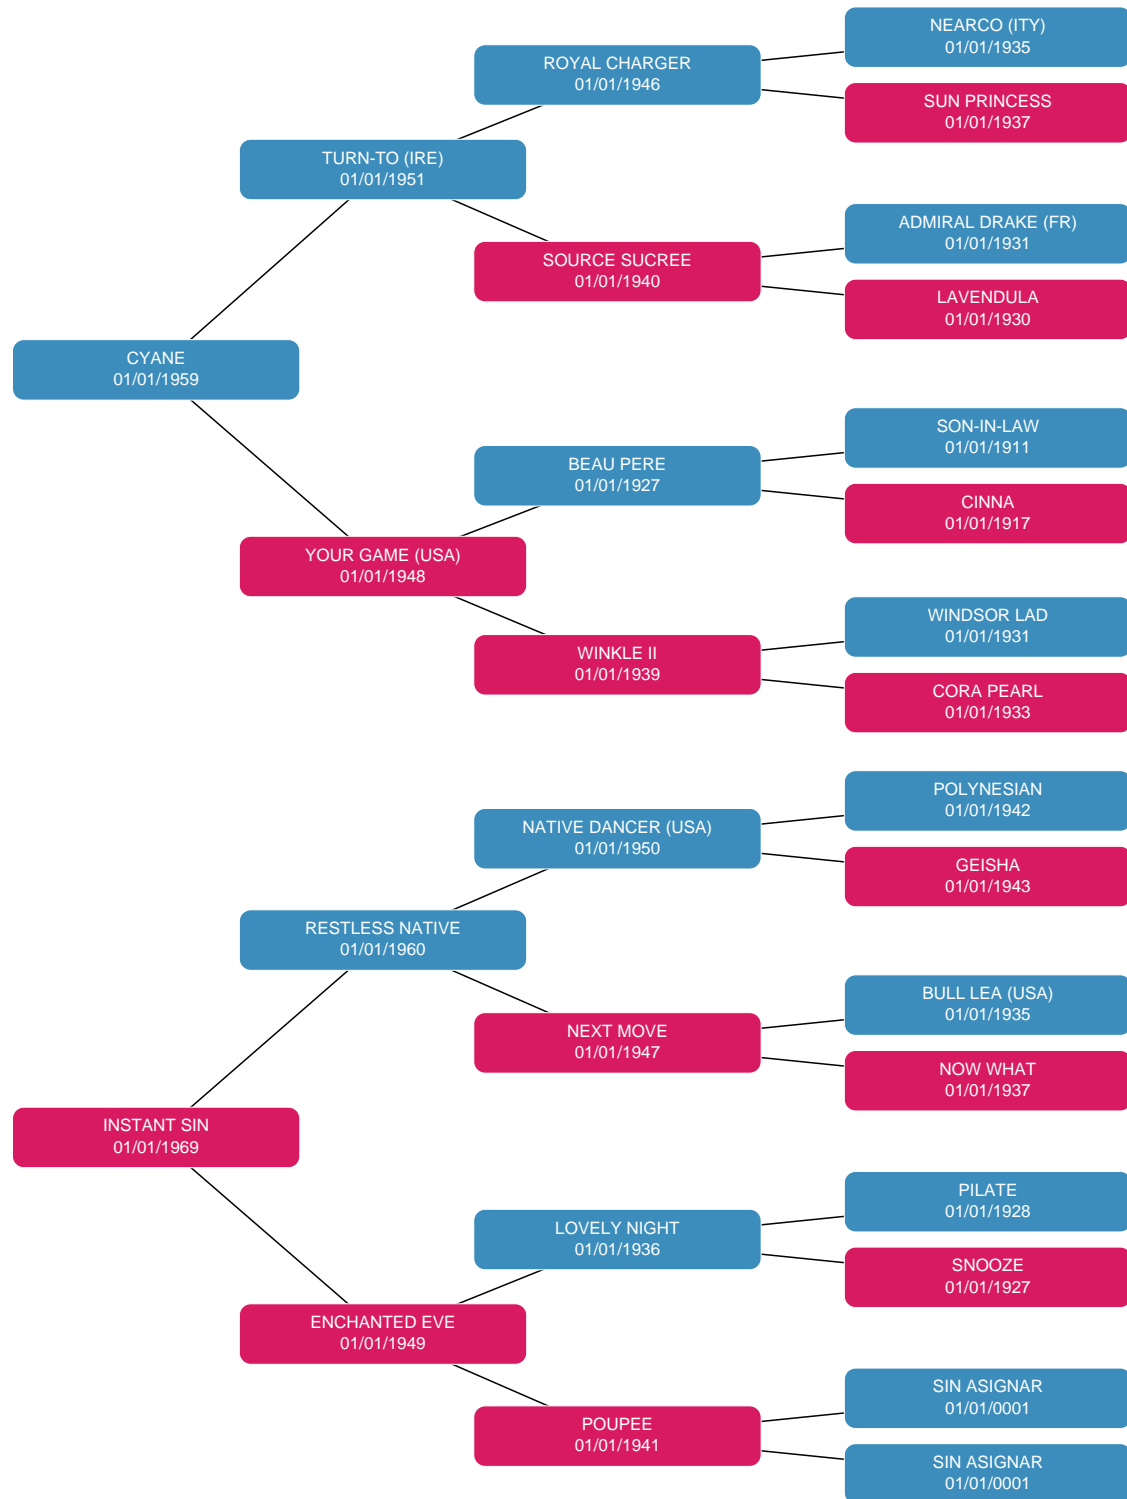 NEARCO (ITY)
01/01/1935
ROYAL CHARGER
01/01/1946
SUN PRINCESS
01/01/1937
TURN-TO (IRE)
01/01/1951
ADMIRAL DRAKE (FR)
01/01/1931
SOURCE SUCREE
01/01/1940
LAVENDULA
01/01/1930
CYANE
01/01/1959
SON-IN-LAW
01/01/1911
BEAU PERE
01/01/1927
CINNA
01/01/1917
YOUR GAME (USA)
01/01/1948
WINDSOR LAD
01/01/1931
WINKLE II
01/01/1939
CORA PEARL
01/01/1933
POLYNESIAN
01/01/1942
NATIVE DANCER (USA)
01/01/1950
GEISHA
01/01/1943
RESTLESS NATIVE
01/01/1960
BULL LEA (USA)
01/01/1935
NEXT MOVE
01/01/1947
NOW WHAT
01/01/1937
INSTANT SIN
01/01/1969
PILATE
01/01/1928
LOVELY NIGHT
01/01/1936
SNOOZE
01/01/1927
ENCHANTED EVE
01/01/1949
SIN ASIGNAR
01/01/0001
POUPEE
01/01/1941
SIN ASIGNAR
01/01/0001